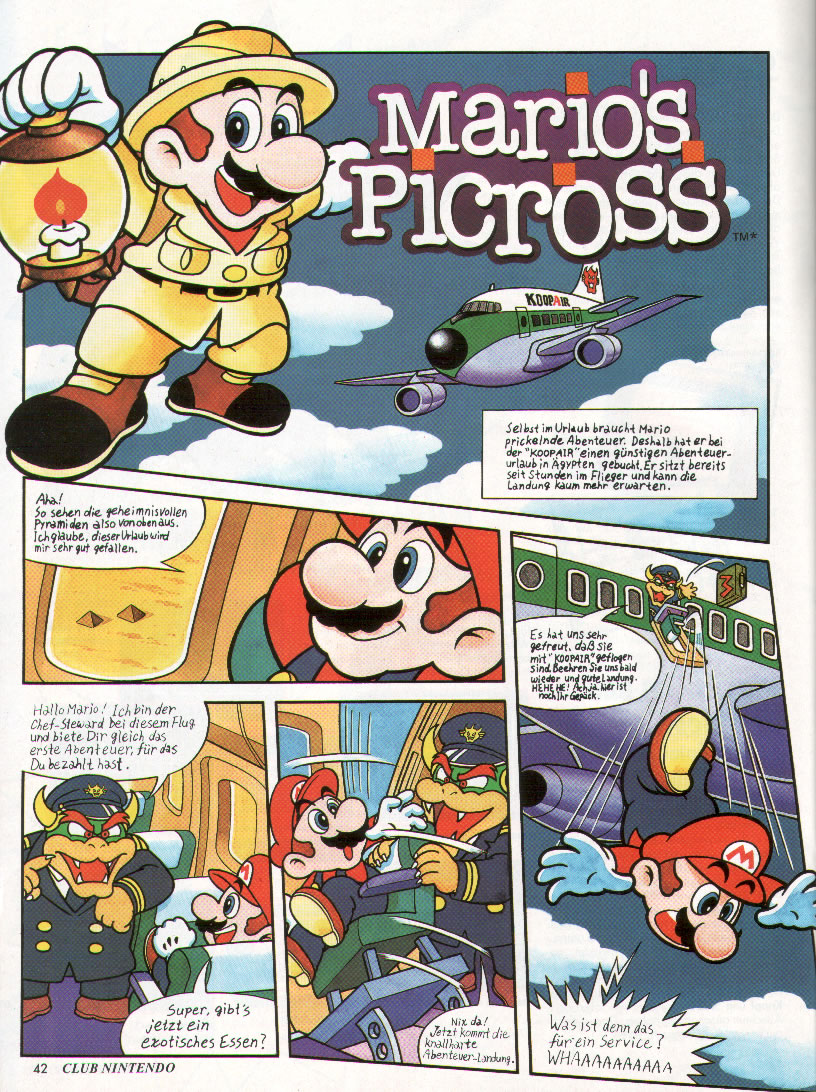 Mario's
Picross
TM*
KOOPAIR
Selbst im Urlaub braucht Mario
prickelnde Abenteuer. Deshalb hat er bei
der "KOOPAIR" einen günstigen Abenteuer-
urlaub in Ägypten gebucht. Er sitzt bereits
seit Stunden im Flieger und kann die
Landung kaum mehr erwarten.
Aha!
So sehen die geheimnisvollen
Pyramiden also von oben aus.
Ich glaube, dieser Urlaub wird
mir sehr gut gefallen.
Hallo Mario! Ich bin der
Chef-Steward bei diesem Flug
und biete Dir gleich das
erste Abenteuer, für das
Du bezahlt hast.
Super, gibt's
jetzt ein
exotisches Essen?
Nix da!
Jetzt kommt die
knallharte
Abenteuer-Landung.
M
Es hat uns sehr
gefreut, daß sie
mit "KOOPAIR" geflogen
sind. Beehren Sie uns bald
wieder und gute Landung.
HEHEHE! Ach ja, hier ist
noch Ihr Gepäck.
M
Was ist denn das
für ein Service?
WHAAAAAAAAAA
42 CLUB NINTENDO